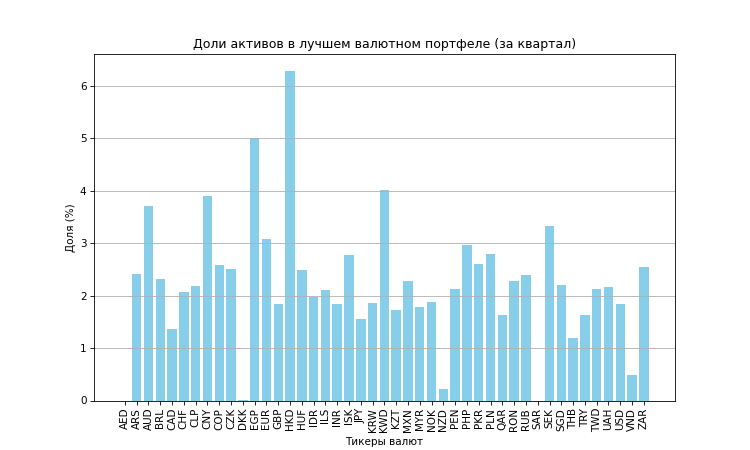 Доли активов в лучшем валютном портфеле (за квартал)
Доля (%)
6
5
4
3
2
1
0
AED ARS AUD BRL CAD CHF CLP CNY COP CZK DKK EGP EUR GBP HKD HUF IDR ILS INR ISK JPY KRW KWD KZT MXN MYR NOK NZD PEN PHP PKR PLN QAR RON RUB SAR SEK SGD THB TRY TWD UAH USD VND ZAR
Тикеры валют